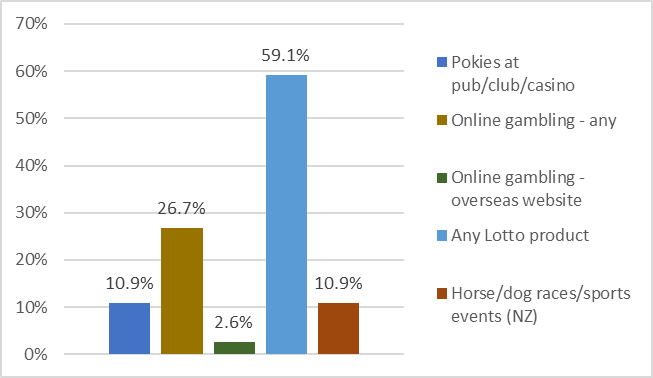 70%
60%
50%
40%
30%
20%
10%
0%
10.9%
26.7%
2.6%
59.1%
10.9%
Pokies at
pub/club/casino
Online gambling - any
Online gambling -
overseas website
Any Lotto product
Horse/dog races/sports
events (NZ)